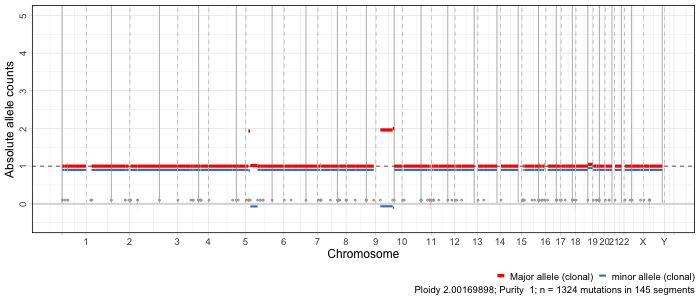 Absolute allele counts
5
4
3
2
1
0
1 2 3 4 5 6 7 8 9 10 11 12 13 14 15 16 17 18 19 20 21 22 X Y
Chromosome
Major allele (clonal) minor allele (clonal)
Ploidy 2.00169898; Purity 1; n = 1324 mutations in 145 segments